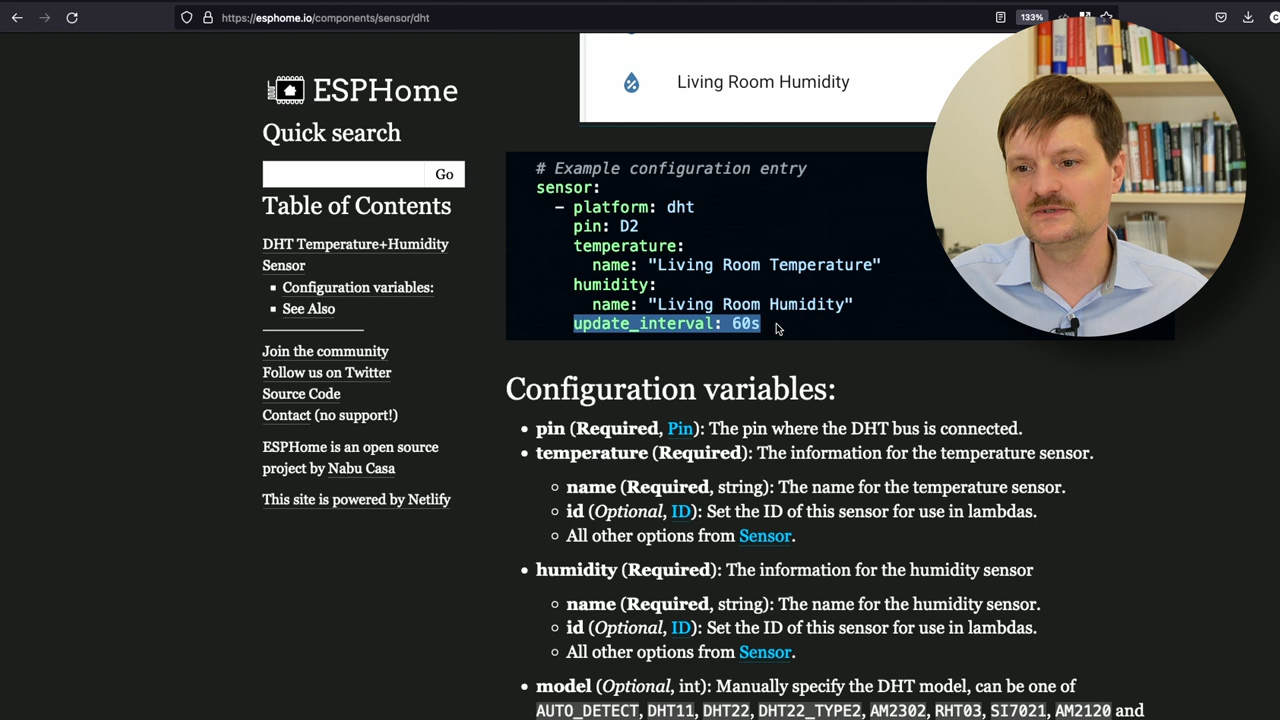 https://esphome.io/components/sensor/dht
133%
ESPHome
Quick search
Go
Table of Contents
DHT Temperature+Humidity
Sensor
Configuration variables:
See Also
Join the community
Follow us on Twitter
Source Code
Contact (no support!)
ESPHome is an open source
project by Nabu Casa
This site is powered by Netlify
Living Room Humidity
# Example configuration entry
sensor:
- platform: dht
pin: D2
temperature:
name: "Living Room Temperature"
humidity:
name: "Living Room Humidity"
update_interval: 60s
Configuration variables:
• pin (Required, Pin): The pin where the DHT bus is connected.
• temperature (Required): The information for the temperature sensor.
name (Required, string): The name for the temperature sensor.
id (Optional, ID): Set the ID of this sensor for use in lambdas.
All other options from Sensor.
• humidity (Required): The information for the humidity sensor
name (Required, string): The name for the humidity sensor.
id (Optional, ID): Set the ID of this sensor for use in lambdas.
All other options from Sensor.
• model (Optional, int): Manually specify the DHT model, can be one of
AUTO_DETECT, DHT11, DHT22, DHT22_TYPE2, AM2302, RHT03, SI7021, AM2120 and